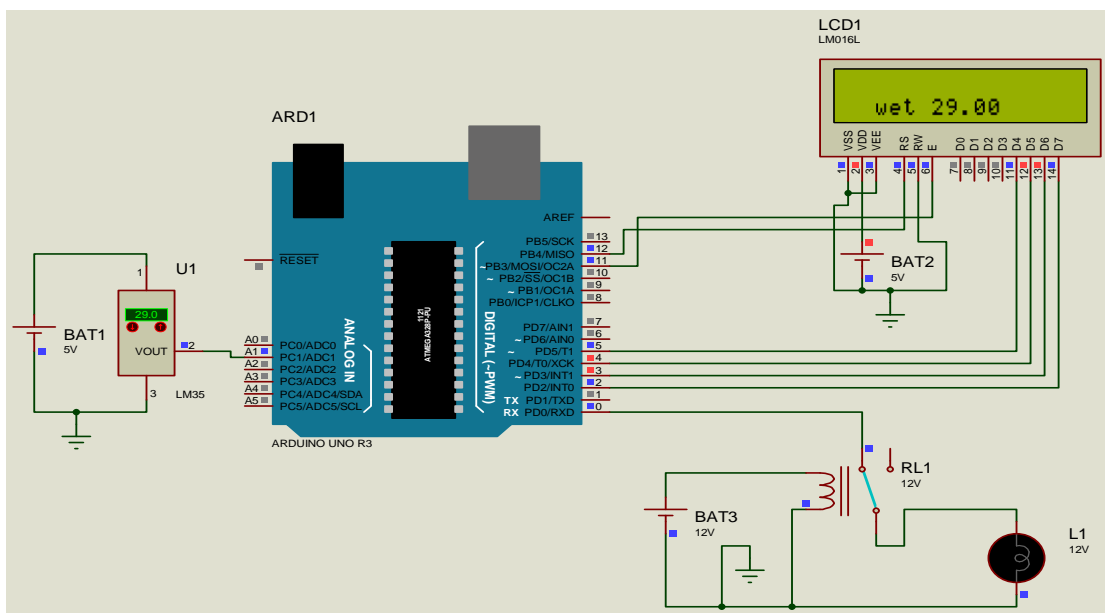 LCD1
LM016L
wet 29.00
VSS
VDD
VEE
RS
RW
E
D0
D1
D2
D3
D4
D5
D6
D7
1
2
3
4
5
6
7
8
9
10
11
12
13
14
BAT2
5V
ARD1
RESET
AREF
PB5/SCK
13
PB4/MISO
12
~PB3/MOSI/OC2A
11
~ PB2/SS/OC1B
10
~ PB1/OC1A
9
PB0/ICP1/CLKO
8
PD7/AIN1
7
~ PD6/AIN0
6
~ PD5/T1
5
PD4/T0/XCK
4
~ PD3/INT1
3
PD2/INT0
2
TX PD1/TXD
1
RX PD0/RXD
0
DIGITAL (~PWM)
ANALOG IN
1121
ATMEGA328P-PU
A0
PC0/ADC0
A1
PC1/ADC1
A2
PC2/ADC2
A3
PC3/ADC3
A4
PC4/ADC4/SDA
A5
PC5/ADC5/SCL
ARDUINO UNO R3
U1
1
29.0
VOUT
2
3
LM35
BAT1
5V
RL1
12V
BAT3
12V
L1
12V